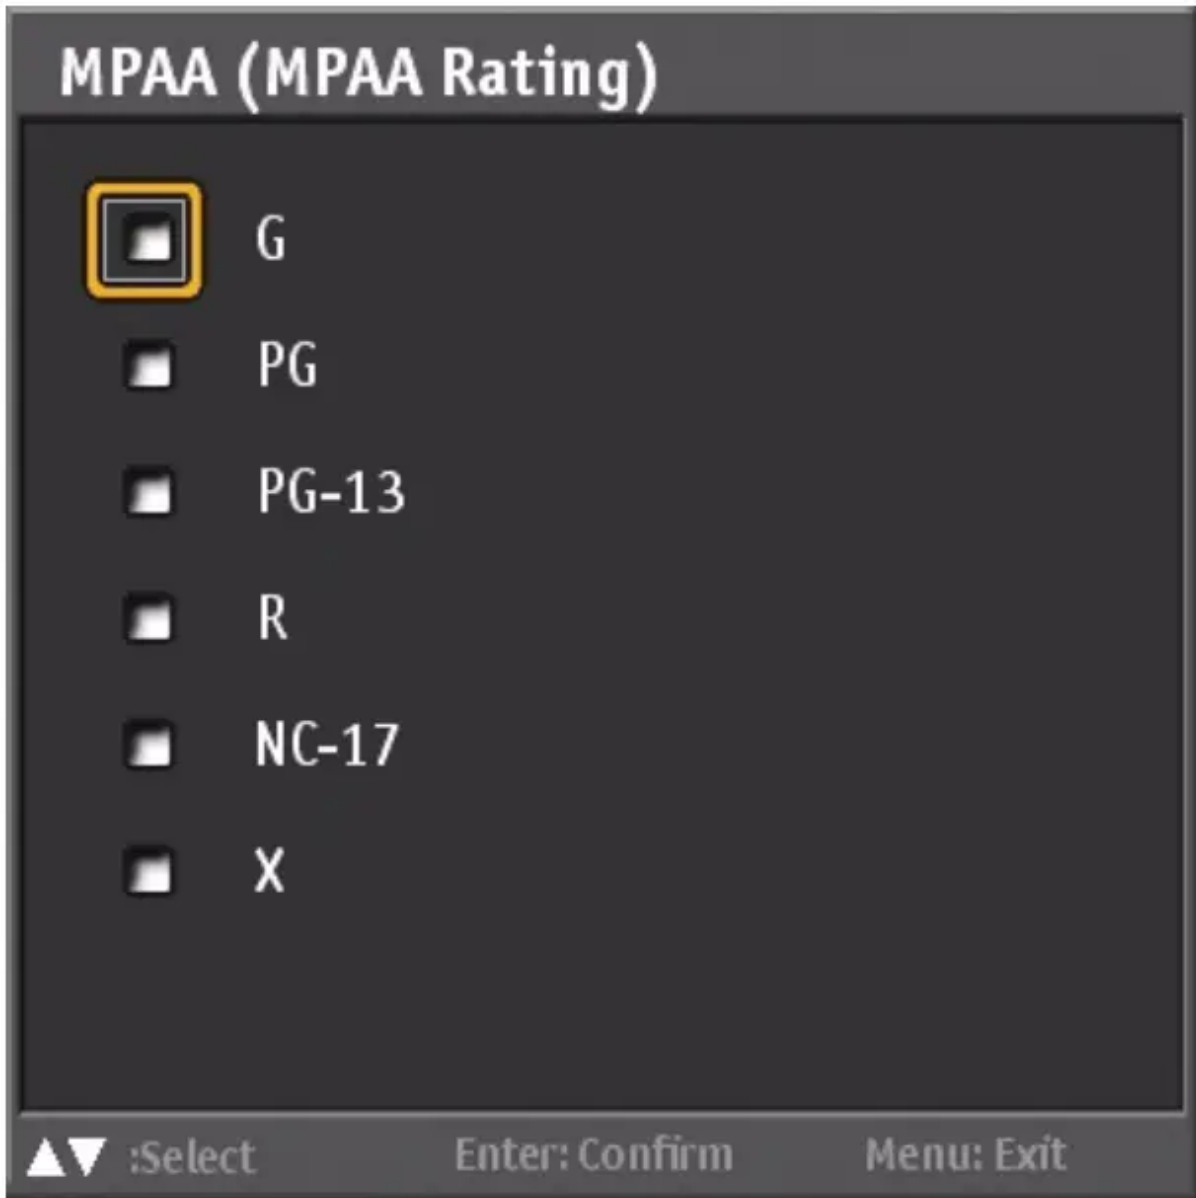 MPAA (MPAA Rating)
G
PG
PG-13
R
NC-17
X
▲▼ :Select Enter: Confirm Menu: Exit